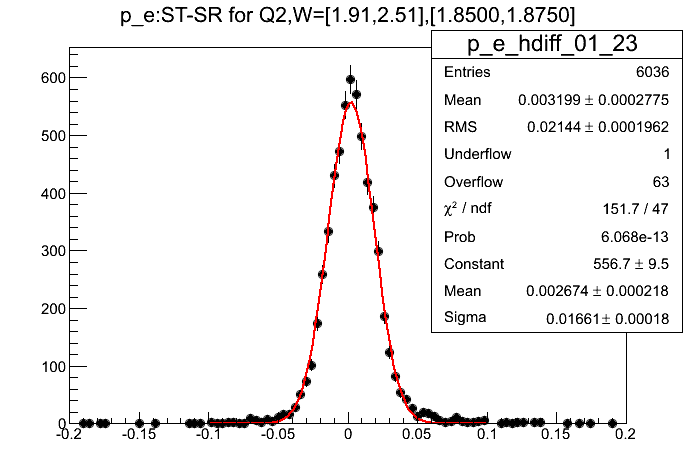 p_e:ST-SR for Q2,W=[1.91,2.51],[1.8500,1.8750]
p_e_hdiff_01_23
Entries 6036
Mean 0.003199 ± 0.0002775
RMS 0.02144 ± 0.0001962
Underflow 1
Overflow 63
χ² / ndf 151.7 / 47
Prob 6.068e-13
Constant 556.7 ± 9.5
Mean 0.002674 ± 0.000218
Sigma 0.01661 ± 0.00018
600
500
400
300
200
100
0
-0.2 -0.15 -0.1 -0.05 0 0.05 0.1 0.15 0.2